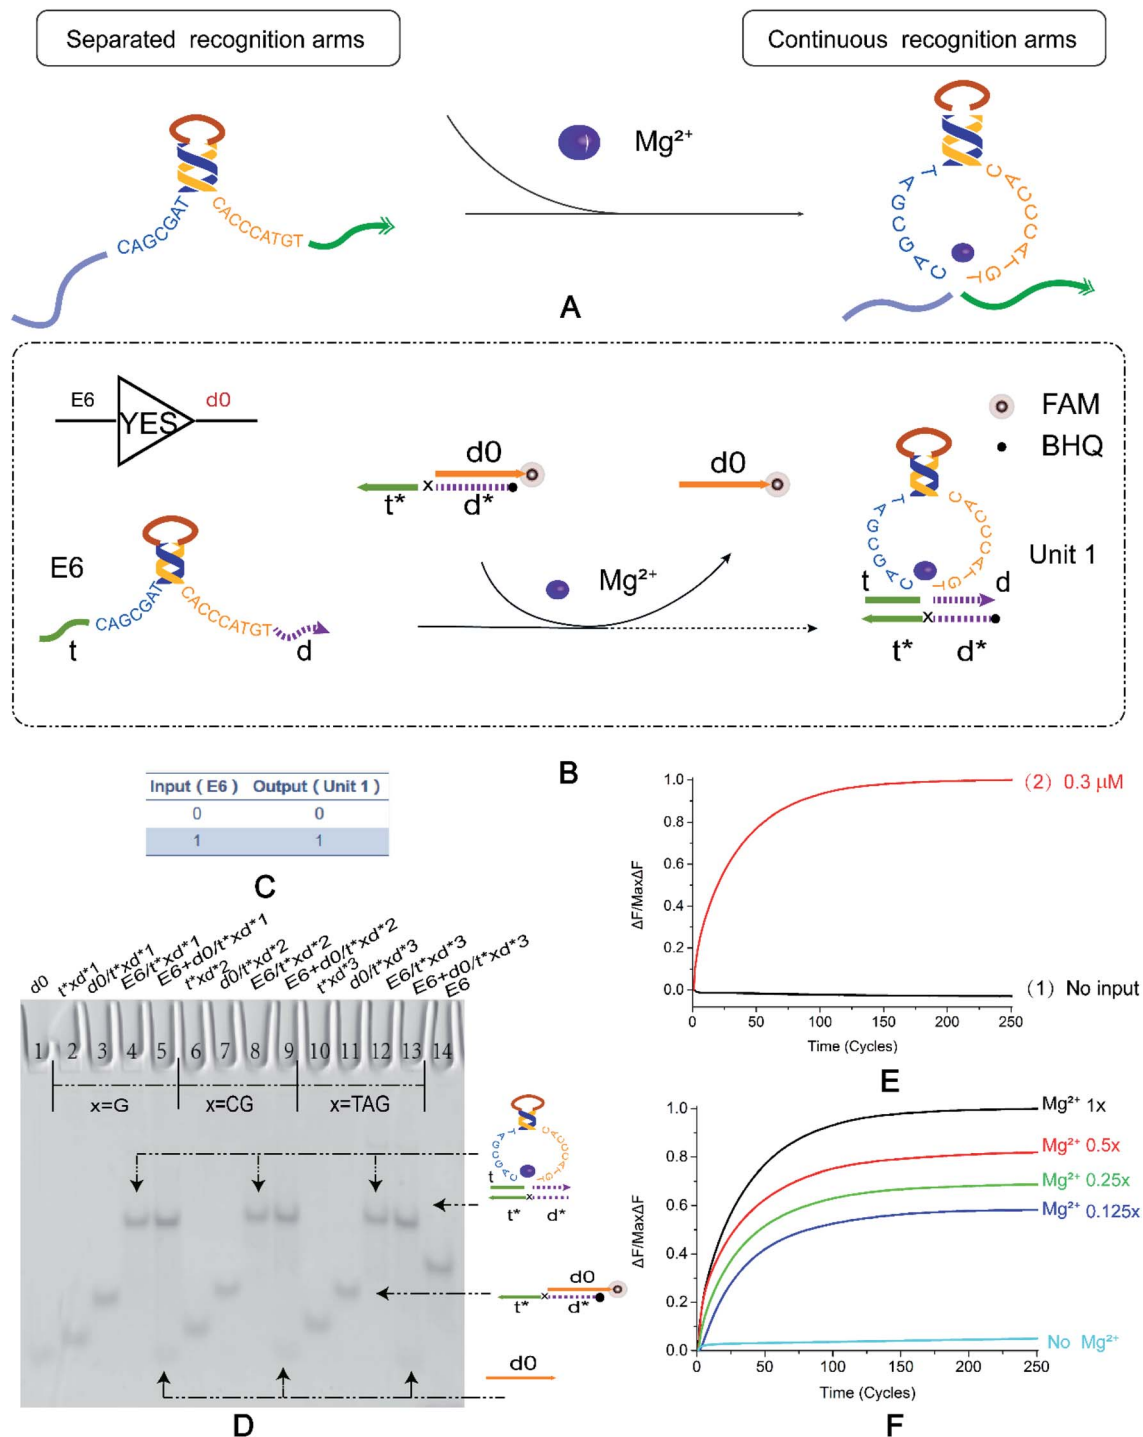 Separated recognition arms
Continuous recognition arms
Mg²⁺
CAGCGAT
CACCCATGT
T
A
G
C
G
A
C
C
A
C
C
C
A
T
G
T
A
E6
YES
d0
FAM
BHQ
d0
t*
x
d*
d0
E6
CAGCGAT
CACCCATGT
t
d
Mg²⁺
Unit 1
T
A
G
C
G
A
C
C
A
C
C
C
A
T
G
T
t
d
x
t*
d*
B
Input ( E6 ) Output ( Unit 1 )
0 0
1 1
C
ΔF/MaxΔF
1.0
0.8
0.6
0.4
0.2
0.0
0 50 100 150 200 250
Time (Cycles)
(2) 0.3 μM
(1) No input
E
d0
t*xd*1
d0/t*xd*1
E6/t*xd*1
E6+d0/t*xd*1
t*xd*2
d0/t*xd*2
E6/t*xd*2
E6+d0/t*xd*2
t*xd*3
d0/t*xd*3
E6/t*xd*3
E6+d0/t*xd*3
E6
1 2 3 4 5 6 7 8 9 10 11 12 13 14
x=G x=CG x=TAG
T
A
G
C
G
A
C
C
A
C
C
C
A
T
G
T
t
x
t* d*
d0
x
t* d*
d0
D
ΔF/MaxΔF
1.0
0.8
0.6
0.4
0.2
0.0
0 50 100 150 200 250
Time (Cycles)
Mg²⁺ 1x
Mg²⁺ 0.5x
Mg²⁺ 0.25x
Mg²⁺ 0.125x
No Mg²⁺
F